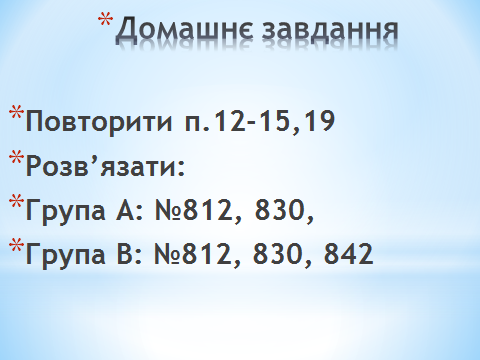 * Домашнє завдання
* Повторити п.12-15,19
* Розв’язати:
* Група А: №812, 830,
* Група В: №812, 830, 842